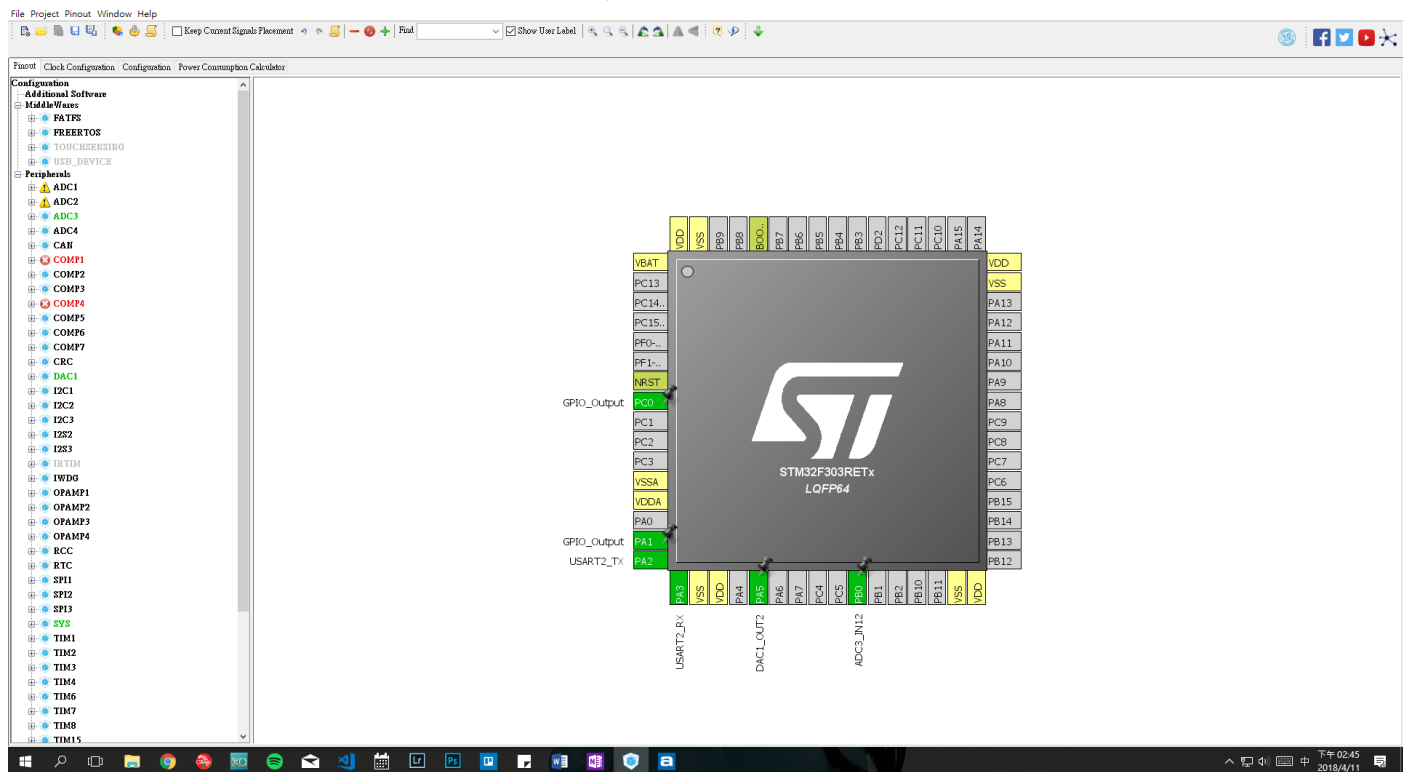 File Project Pinout Window Help
Keep Current Signals Placement
Find
Show User Label
Pinout Clock Configuration Configuration Power Consumption Calculator
Configuration
Additional Software
MiddleWares
FATFS
FREERTOS
TOUCHSENSING
USB_DEVICE
Peripherals
ADC1
ADC2
ADC3
ADC4
CAN
COMP1
COMP2
COMP3
COMP4
COMP5
COMP6
COMP7
CRC
DAC1
I2C1
I2C2
I2C3
I2S2
I2S3
IRTIM
IWDG
OPAMP1
OPAMP2
OPAMP3
OPAMP4
RCC
RTC
SPI1
SPI2
SPI3
SYS
TIM1
TIM2
TIM3
TIM4
TIM6
TIM7
TIM8
TIM15
VDD VSS PB9 PB8 BOO.. PB7 PB6 PB5 PB4 PB3 PD2 PC12 PC11 PC10 PA15 PA14
VBAT
PC13
PC14..
PC15..
PF0-..
PF1-..
NRST
GPIO_Output PC0
PC1
PC2
PC3
VSSA
VDDA
PA0
GPIO_Output PA1
USART2_TX PA2
ST
STM32F303RETx
LQFP64
VDD
VSS
PA13
PA12
PA11
PA10
PA9
PA8
PC9
PC8
PC7
PC6
PB15
PB14
PB13
PB12
PA3 VSS VDD PA4 PA5 PA6 PA7 PC4 PC5 PB0 PB1 PB2 PB10 PB11 VSS VDD
USART2_RX
DAC1_OUT2
ADC3_IN12
Lr
Ps
中
下午 02:45
2018/4/11